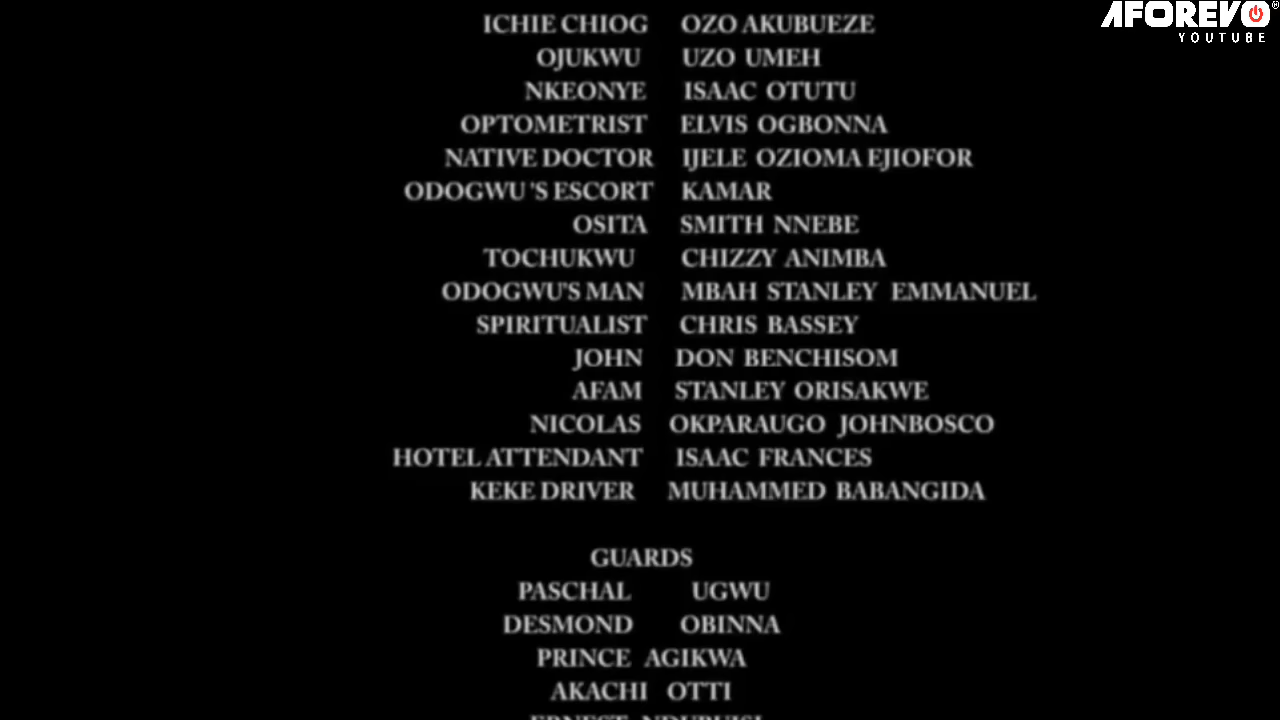 AFOREVO
YOUTUBE
ICHIE CHIOG OZO AKUBUEZE
OJUKWU UZO UMEH
NKEONYE ISAAC OTUTU
OPTOMETRIST ELVIS OGBONNA
NATIVE DOCTOR IJELE OZIOMA EJIOFOR
ODOGWU'S ESCORT KAMAR
OSITA SMITH NNEBE
TOCHUKWU CHIZZY ANIMBA
ODOGWU'S MAN MBAH STANLEY EMMANUEL
SPIRITUALIST CHRIS BASSEY
JOHN DON BENCHISOM
AFAM STANLEY ORISAKWE
NICOLAS OKPARAUGO JOHNBOSCO
HOTEL ATTENDANT ISAAC FRANCES
KEKE DRIVER MUHAMMED BABANGIDA
GUARDS
PASCHAL UGWU
DESMOND OBINNA
PRINCE AGIKWA
AKACHI OTTI